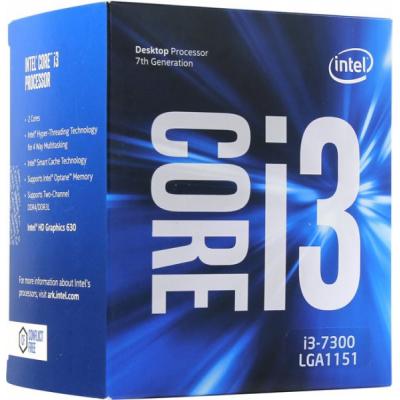 INTEL® CORE™ i3
PROCESSOR
• 2 Cores
• Intel® Hyper-Threading Technology
for 4 Way Multitasking
• Intel® Smart Cache Technology
• Supports Intel® Optane™ Memory
• Supports Two-Channel
DDR4/DDR3L
Intel® HD Graphics 630
For more information about Intel's
processors, visit ark.intel.com
CF
CONFLICT
FREE
Desktop Processor
7th Generation
intel
CORE
i3
i3-7300
LGA1151